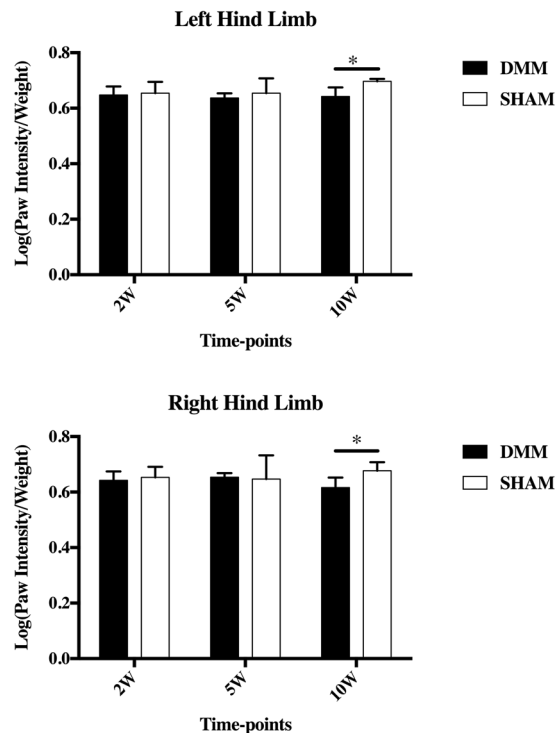 Left Hind Limb
Log(Paw Intensity/Weight)
0.8
0.6
0.4
0.2
0.0
*
DMM
SHAM
2W
5W
10W
Time-points
Right Hind Limb
Log(Paw Intensity/Weight)
0.8
0.6
0.4
0.2
0.0
*
DMM
SHAM
2W
5W
10W
Time-points